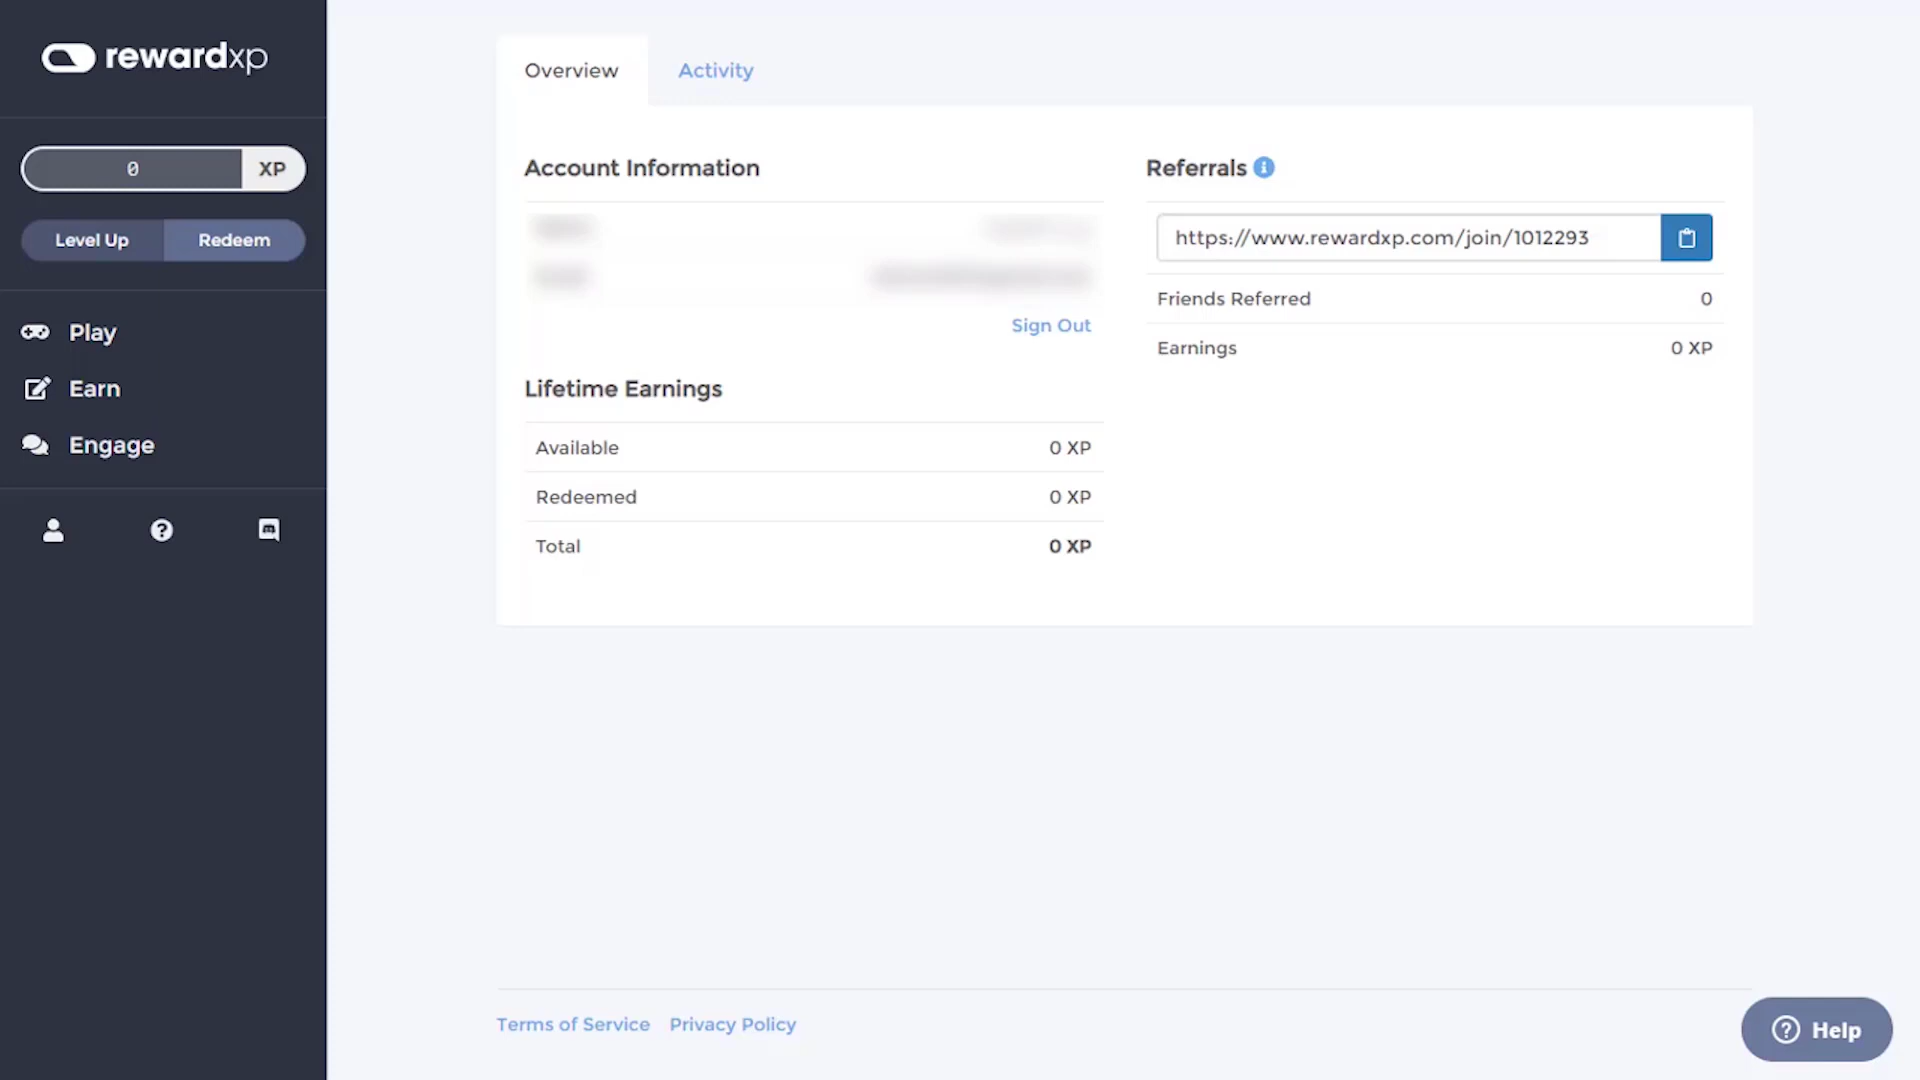 rewardxp
0 XP
Level Up Redeem
Play
Earn
Engage
Overview Activity
Account Information
Sign Out
Lifetime Earnings
Available 0 XP
Redeemed 0 XP
Total 0 XP
Referrals
https://www.rewardxp.com/join/1012293
Friends Referred 0
Earnings 0 XP
Terms of Service Privacy Policy
Help